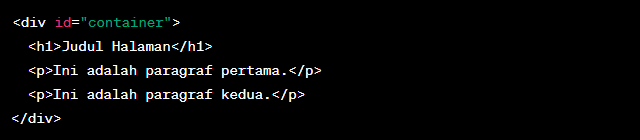 <div id="container">
  <h1>Judul Halaman</h1>
  <p>Ini adalah paragraf pertama.</p>
  <p>Ini adalah paragraf kedua.</p>
</div>